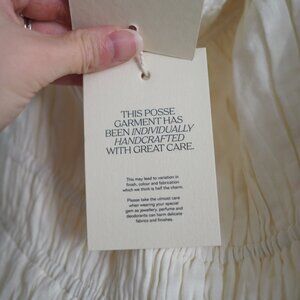 THIS POSSE
GARMENT HAS
BEEN INDIVIDUALLY
HANDCRAFTED
WITH GREAT CARE.
This may lead to variation in
finish, colour and fabrication
which we think is half the charm.
Please take the utmost care
when wearing your special
gem as jewellery, perfume and
deodorants can harm delicate
fabrics and finishes.